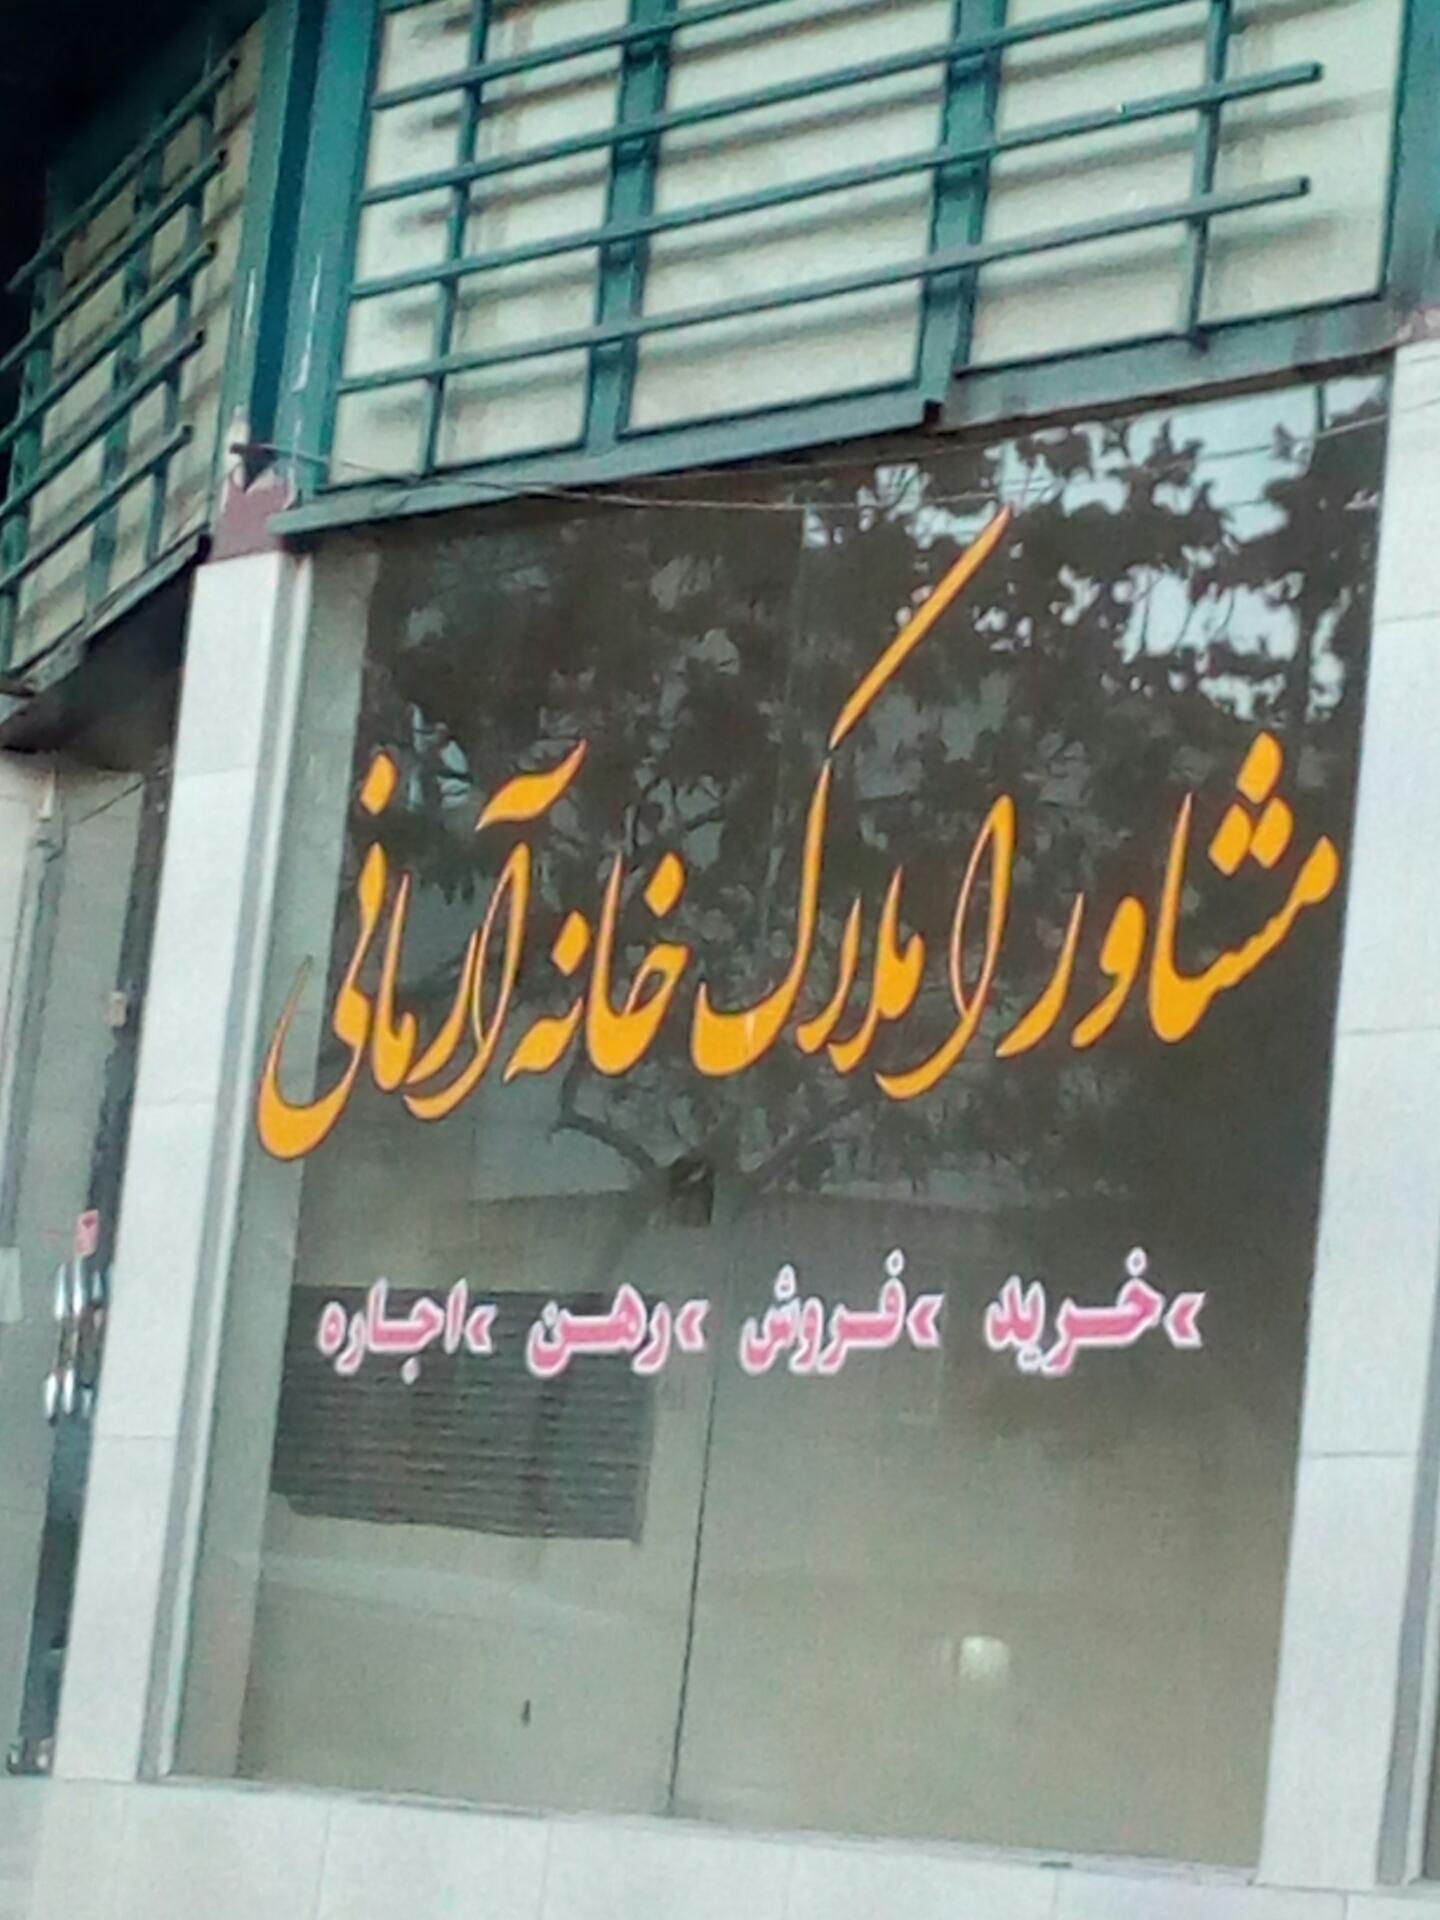 مشاور املاک خانه آرمانی
›خرید ›فروش ›رهن ›اجاره